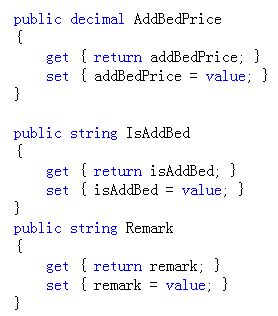 public decimal AddBedPrice
{
    get { return addBedPrice; }
    set { addBedPrice = value; }
}

public string IsAddBed
{
    get { return isAddBed; }
    set { isAddBed = value; }
}
public string Remark
{
    get { return remark; }
    set { remark = value; }
}